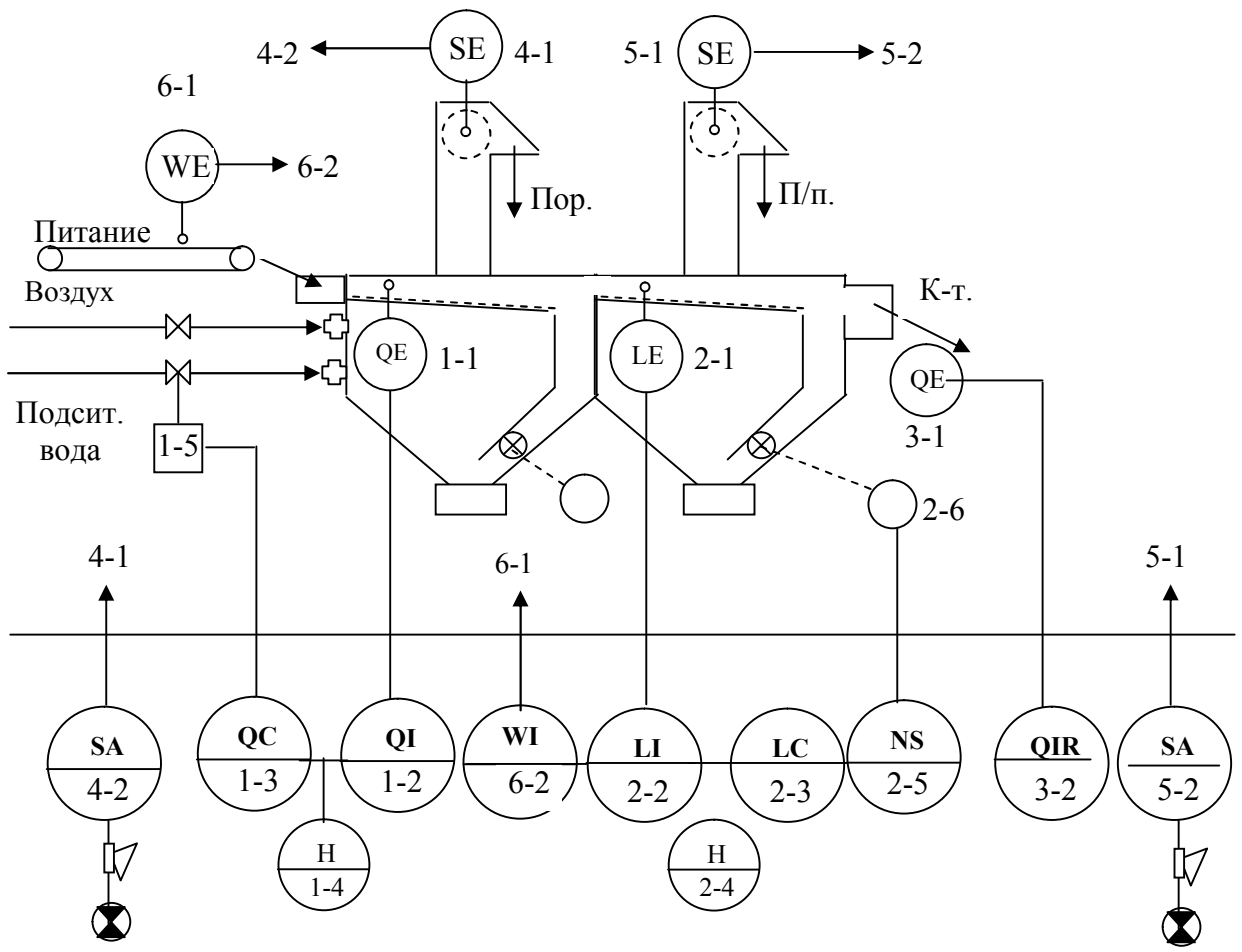 4-2
SE
4-1
5-1
SE
5-2
6-1
WE
6-2
Пор.
П/п.
Питание
Воздух
К-т.
QE
1-1
LE
2-1
QE
3-1
Подсит.
вода
1-5
2-6
4-1
6-1
5-1
SA
4-2
QC
1-3
QI
1-2
WI
6-2
LI
2-2
LC
2-3
NS
2-5
QIR
3-2
SA
5-2
H
1-4
H
2-4